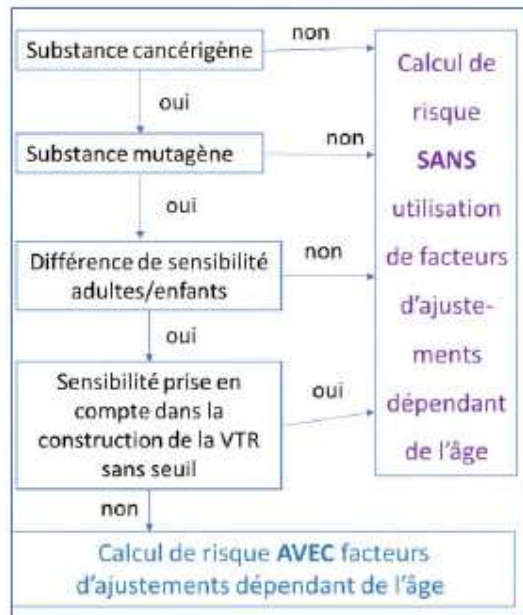 Substance cancérigène
non
oui
Substance mutagène
non
oui
Différence de sensibilité
adultes/enfants
non
oui
Sensibilité prise en
compte dans la
construction de la VTR
sans seuil
oui
non
Calcul de
risque
SANS
utilisation
de facteurs
d'ajuste-
ments
dépendant
de l'âge
Calcul de risque AVEC facteurs
d'ajustements dépendant de l'âge